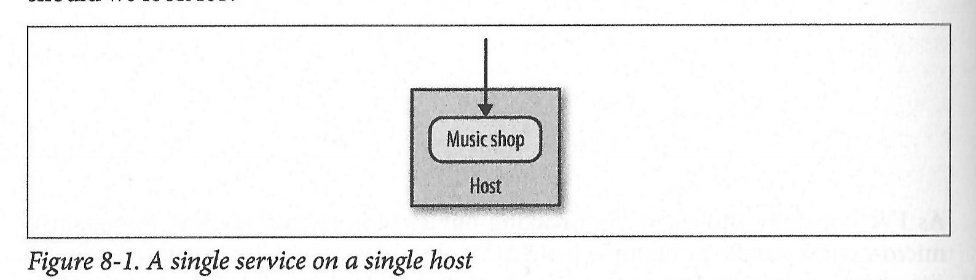 Music shop
Host
Figure 8-1. A single service on a single host